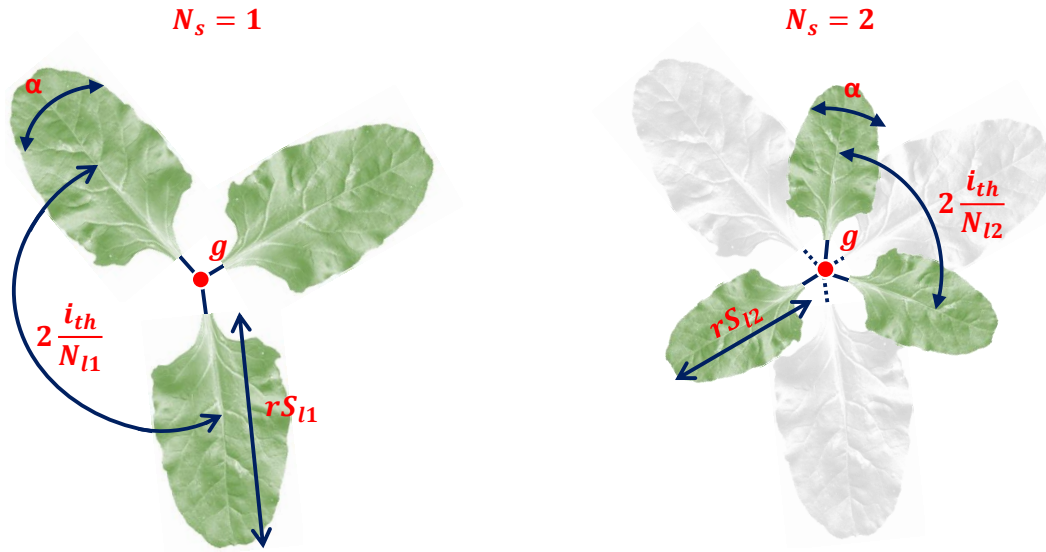 N_s = 1
N_s = 2
α
α
g
g
2 i_th/N_l1
2 i_th/N_l2
rS_l1
rS_l2